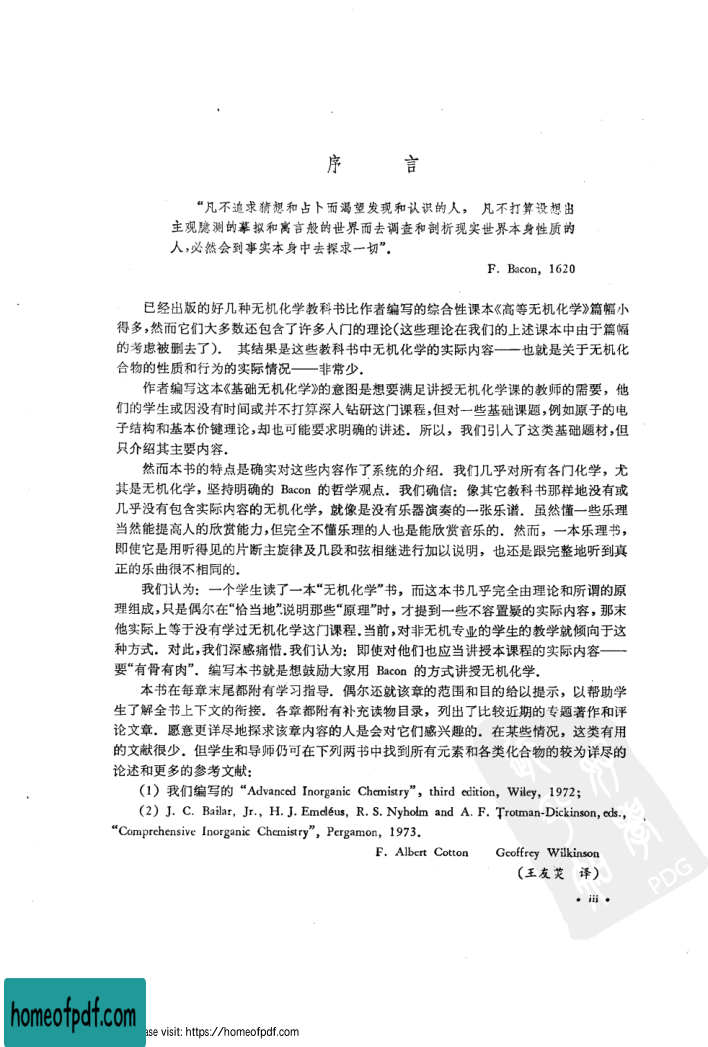 序 言
“凡不追求猜想和占卜而渴望发现和认识的人， 凡不打算设想出
主观臆测的摹拟和寓言般的世界而去调查和剖析现实世界本身性质的
人，必然会到事实本身中去探求一切”．
F. Bacon, 1620
已经出版的好几种无机化学教科书比作者编写的综合性课本《高等无机化学》篇幅小
得多，然而它们大多数还包含了许多入门的理论（这些理论在我们的上述课本中由于篇幅
的考虑被删去了）． 其结果是这些教科书中无机化学的实际内容——也就是关于无机化
合物的性质和行为的实际情况——非常少．
作者编写这本《基础无机化学》的意图是想要满足讲授无机化学课的教师的需要，他
们的学生或因没有时间或并不打算深入钻研这门课程，但对一些基础课题，例如原子的电
子结构和基本价键理论，却也可能要求明确的讲述．所以，我们引入了这类基础题材，但
只介绍其主要内容．
然而本书的特点是确实对这些内容作了系统的介绍．我们几乎对所有各门化学，尤
其是无机化学，坚持明确的 Bacon 的哲学观点．我们确信：像其它教科书那样地没有或
几乎没有包含实际内容的无机化学，就像是没有乐器演奏的一张乐谱．虽然懂一些乐理
当然能提高人的欣赏能力，但完全不懂乐理的人也是能欣赏音乐的．然而，一本乐理书，
即使它是用听得见的片断主旋律及几段和弦相继进行加以说明，也还是跟完整地听到真
正的乐曲很不相同的．
我们认为：一个学生读了一本“无机化学”书，而这本书几乎完全由理论和所谓的原
理组成，只是偶尔在“恰当地”说明那些“原理”时，才提到一些不容置疑的实际内容，那末
他实际上等于没有学过无机化学这门课程．当前，对非无机专业的学生的教学就倾向于这
种方式．对此，我们深感痛惜．我们认为：即使对他们也应当讲授本课程的实际内容——
要“有骨有肉”．编写本书就是想鼓励大家用 Bacon 的方式讲授无机化学．
本书在每章末尾都附有学习指导．偶尔还就该章的范围和目的给以提示，以帮助学
生了解全书上下文的衔接．各章都附有补充读物目录，列出了比较近期的专题著作和评
论文章．愿意更详尽地探求该章内容的人是会对它们感兴趣的．在某些情况，这类有用
的文献很少．但学生和导师仍可在下列两书中找到所有元素和各类化合物的较为详尽的
论述和更多的参考文献：
(1) 我们编写的 “Advanced Inorganic Chemistry”, third edition, Wiley, 1972;
(2) J. C. Bailar, Jr., H. J. Emeléus, R. S. Nyholm and A. F. Trotman-Dickinson, eds.,
“Comprehensive Inorganic Chemistry”, Pergamon, 1973.
F. Albert Cotton Geoffrey Wilkinson
（王友芡 译）
• iii •
PDG
homeofpdf.com
ase visit: https://homeofpdf.com